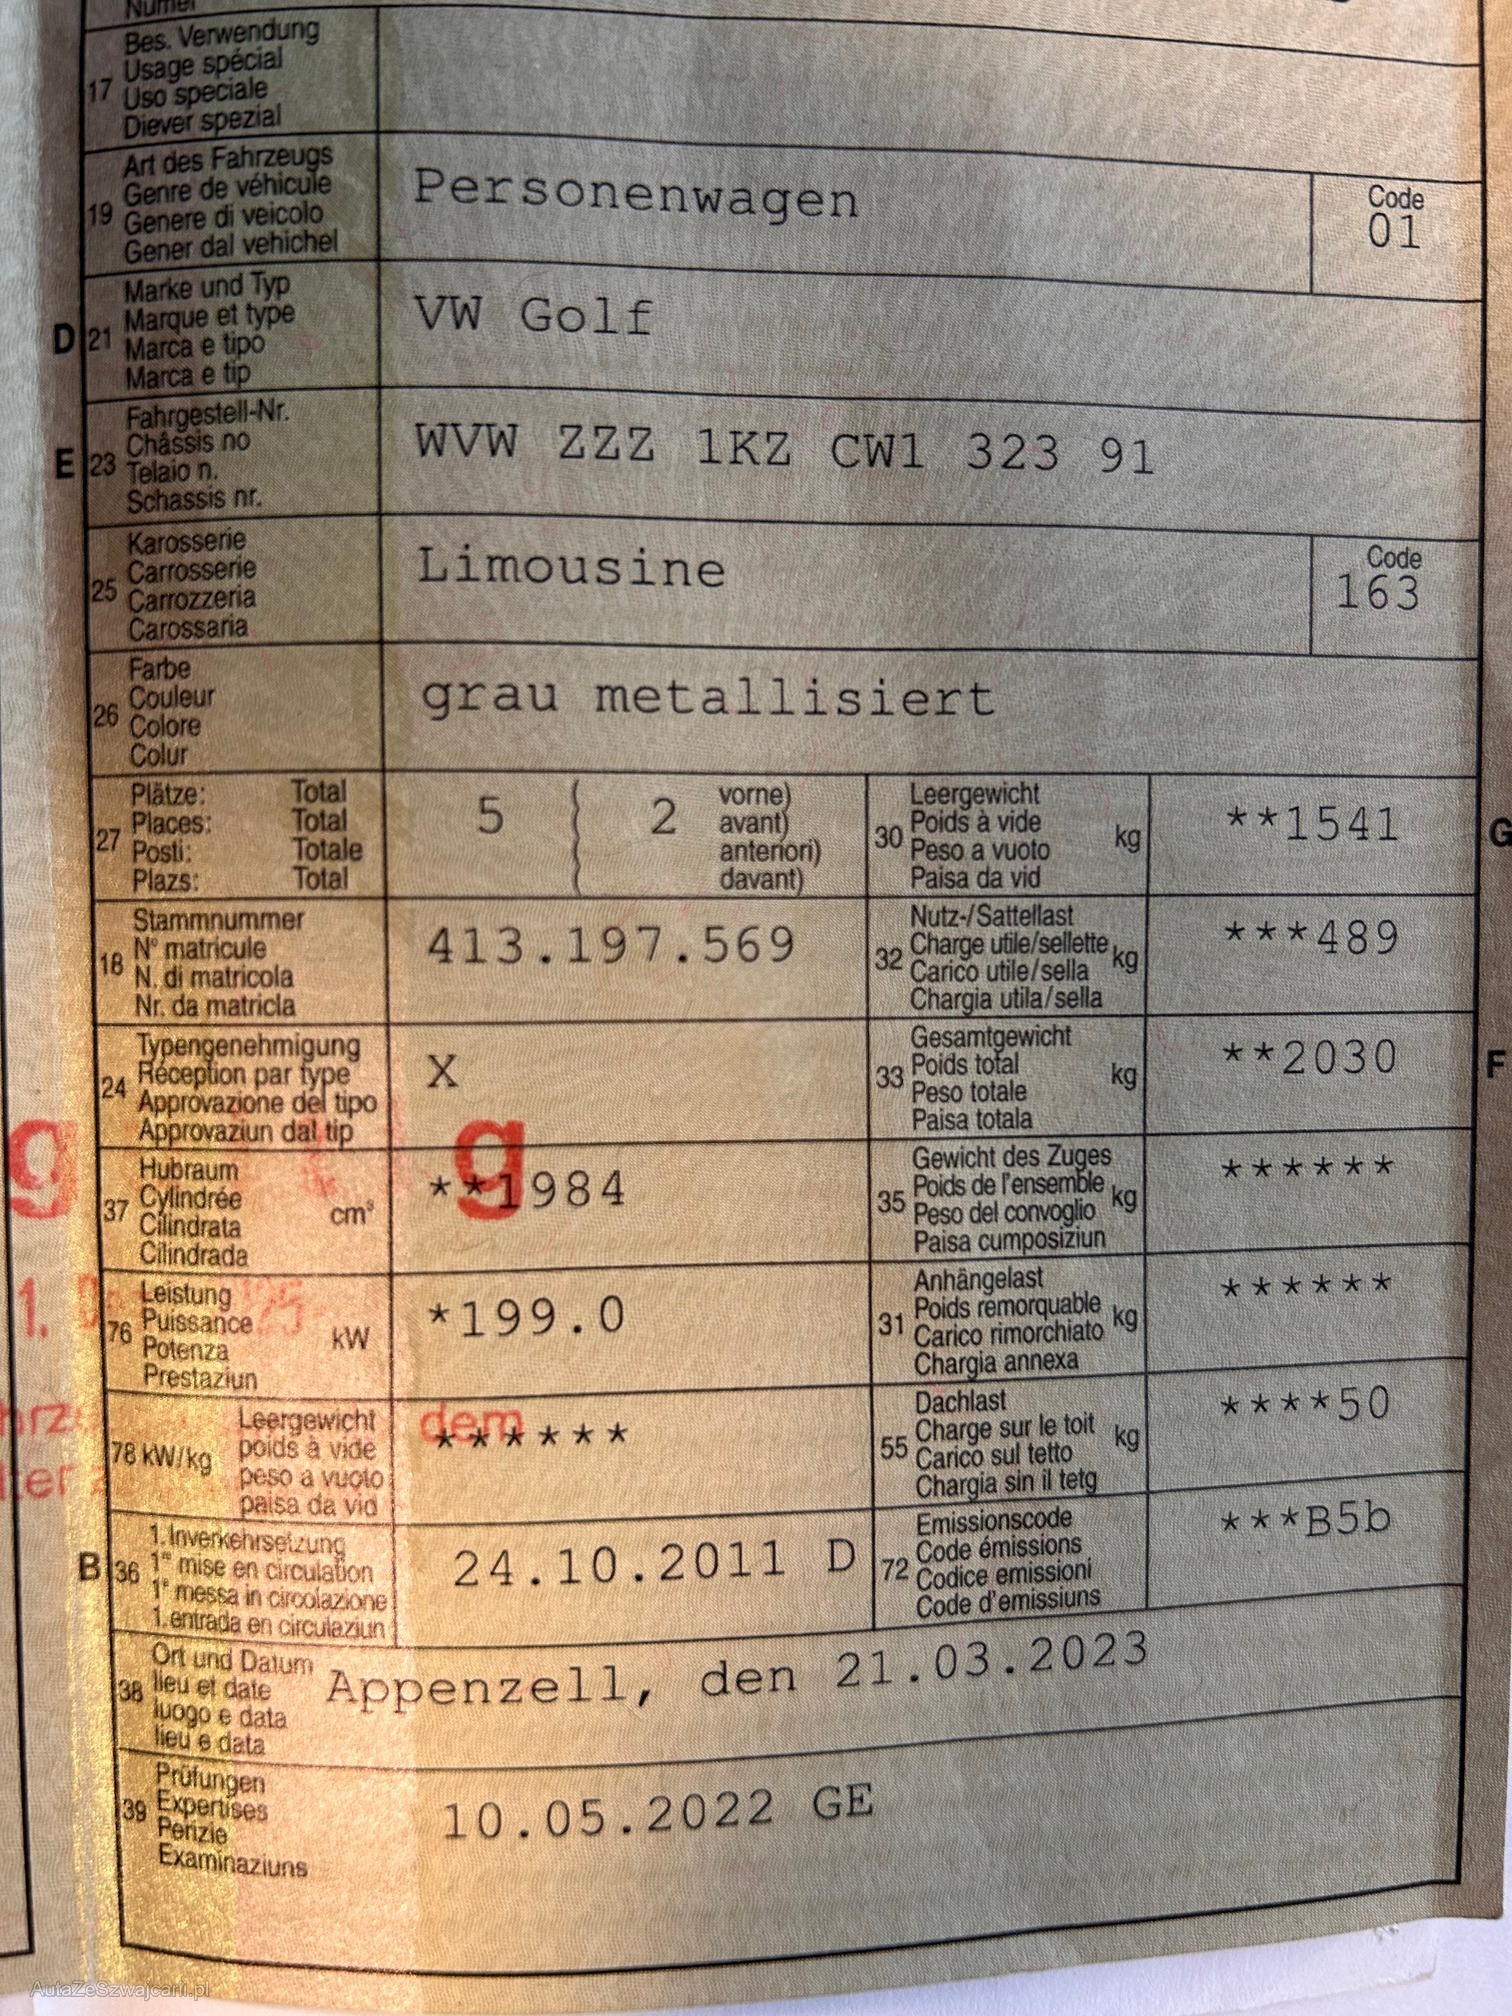 Numer
17 Bes. Verwendung
Usage spécial
Uso speciale
Diever spezial
19 Art des Fahrzeugs
Genre de véhicule
Genere di veicolo
Gener dal vehichel
Personenwagen
Code
01
D 21 Marke und Typ
Marque et type
Marca e tipo
Marca e tip
VW Golf
E 23 Fahrgestell-Nr.
Châssis no
Telaio n.
Schassis nr.
WVW ZZZ 1KZ CW1 323 91
25 Karosserie
Carrosserie
Carrozzeria
Carossaria
Limousine
Code
163
26 Farbe
Couleur
Colore
Colur
grau metallisiert
27 Plätze: Total
Places: Total
Posti: Totale
Plazs: Total
5 2 vorne)
avant)
anteriori)
davant)
30 Leergewicht
Poids à vide
Peso a vuoto
Paisa da vid
kg
**1541
G
18 Stammnummer
N° matricule
N. di matricola
Nr. da matricla
413.197.569
32 Nutz-/Sattellast
Charge utile/sellette
Carico utile/sella
Chargia utila/sella
kg
***489
24 Typengenehmigung
Réception par type
Approvazione del tipo
Approvaziun dal tip
X
33 Gesamtgewicht
Poids total
Peso totale
Paisa totala
kg
**2030
F
g
g
37 Hubraum
Cylindrée
Cilindrata
Cilindrada
cm³
**1984
35 Gewicht des Zuges
Poids de l'ensemble
Peso del convoglio
Paisa cumposiziun
kg
******
1.
76 Leistung
Puissance
Potenza
Prestaziun
kW
*199.0
31 Anhängelast
Poids remorquable
Carico rimorchiato
Chargia annexa
kg
******
78 kW/kg Leergewicht
poids à vide
peso a vuoto
paisa da vid
dem
******
55 Dachlast
Charge sur le toit
Carico sul tetto
Chargia sin il tetg
kg
****50
B 36 1. Inverkehrsetzung
1re mise en circulation
1a messa in circolazione
1. entrada en circulaziun
24.10.2011 D
72 Emissionscode
Code émissions
Codice emissioni
Code d'emissiuns
***B5b
38 Ort und Datum
lieu et date
luogo e data
lieu e data
Appenzell, den 21.03.2023
39 Prüfungen
Expertises
Perizie
Examinaziuns
10.05.2022 GE
AutaZeSzwajcarii.pl